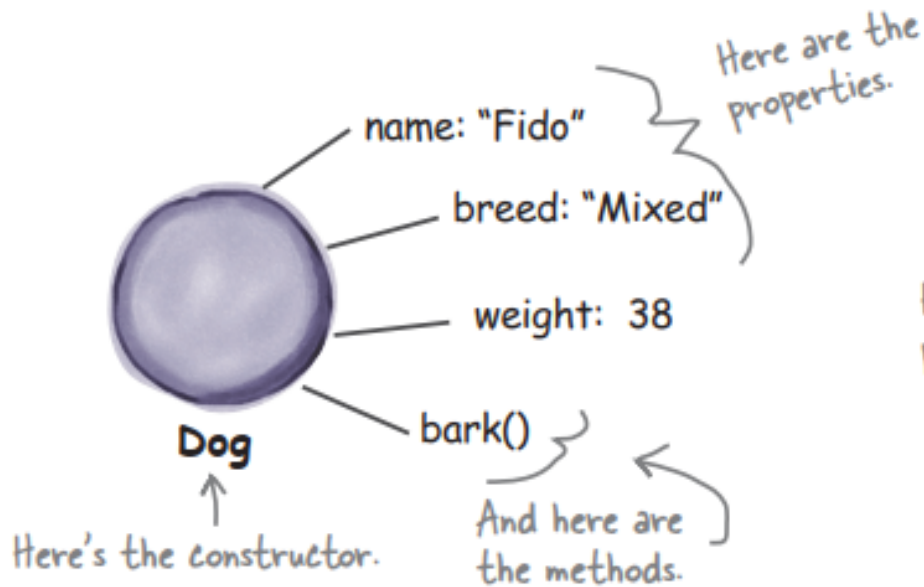 Here are the
properties.
name: “Fido”
breed: “Mixed”
weight: 38
bark()
Dog
Here's the constructor.
And here are
the methods.